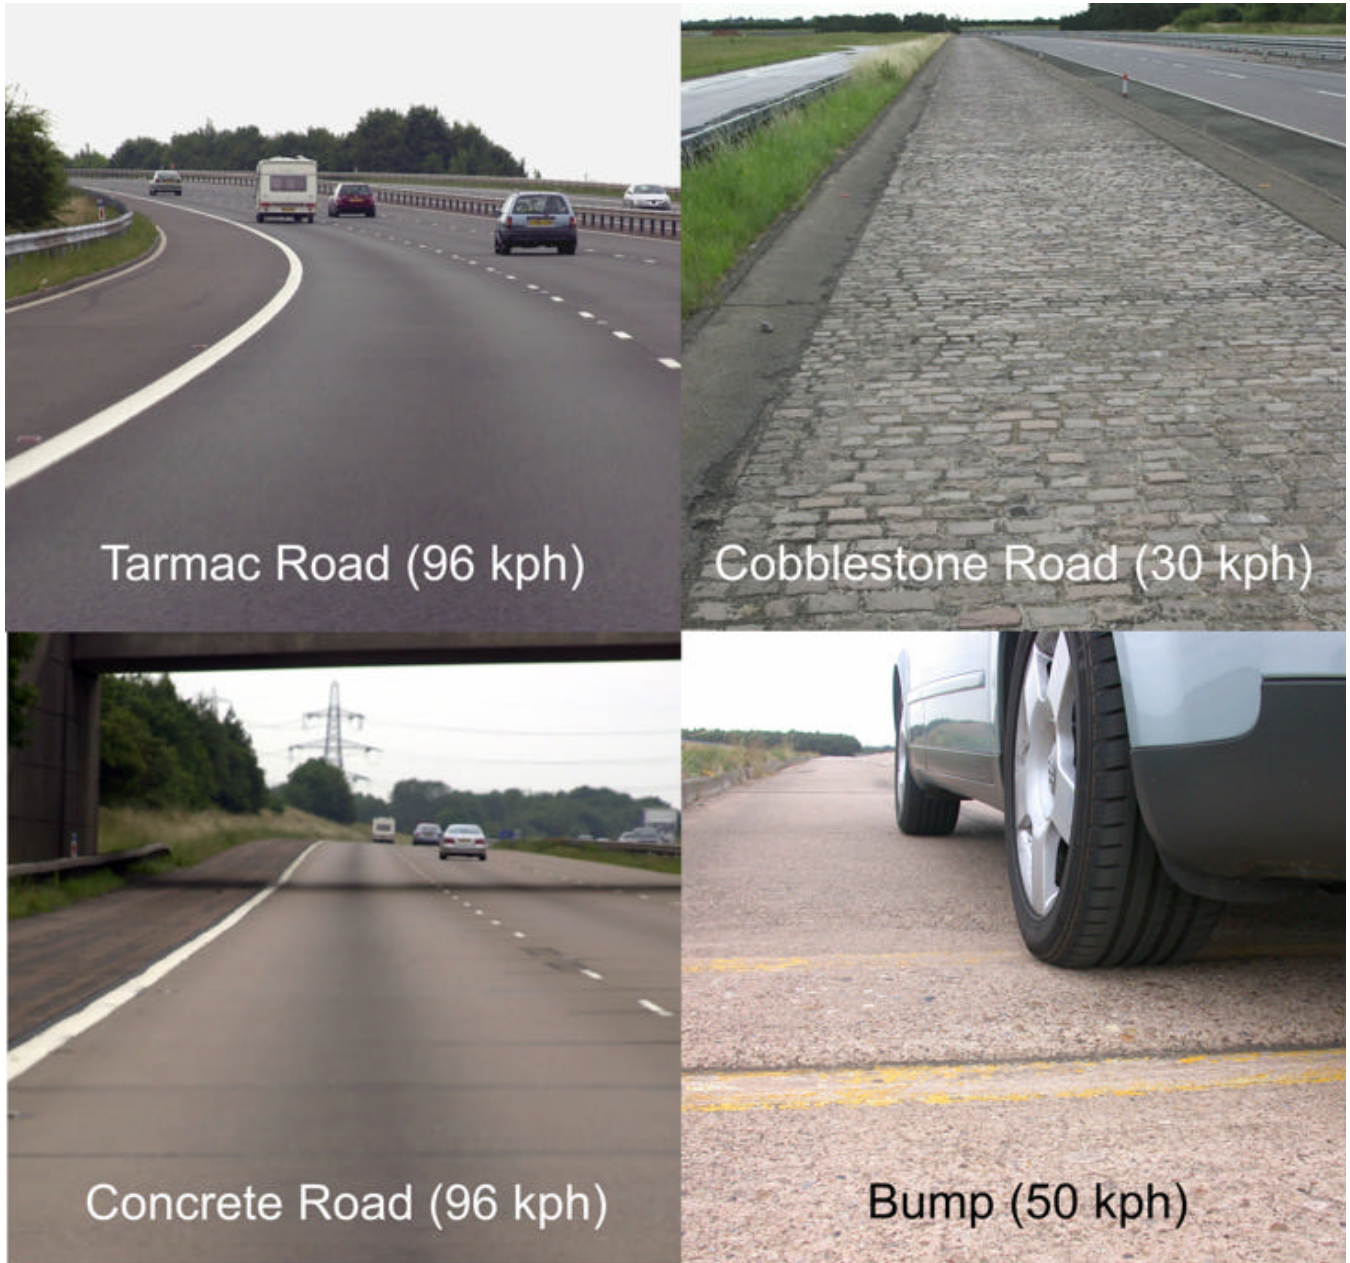 Tarmac Road (96 kph)
Cobblestone Road (30 kph)
Concrete Road (96 kph)
Bump (50 kph)